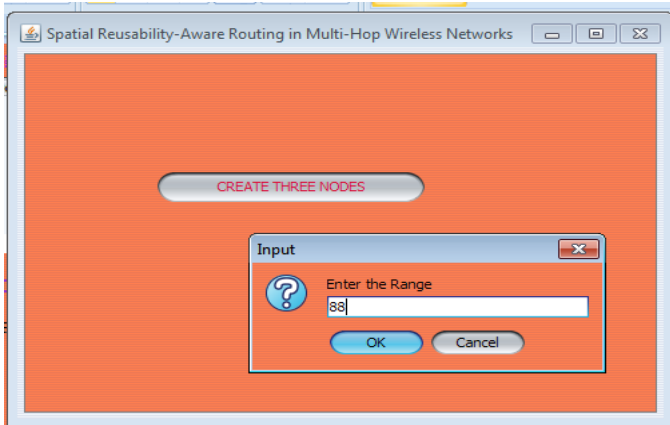 Spatial Reusability-Aware Routing in Multi-Hop Wireless Networks
CREATE THREE NODES
Input
Enter the Range
88
OK
Cancel